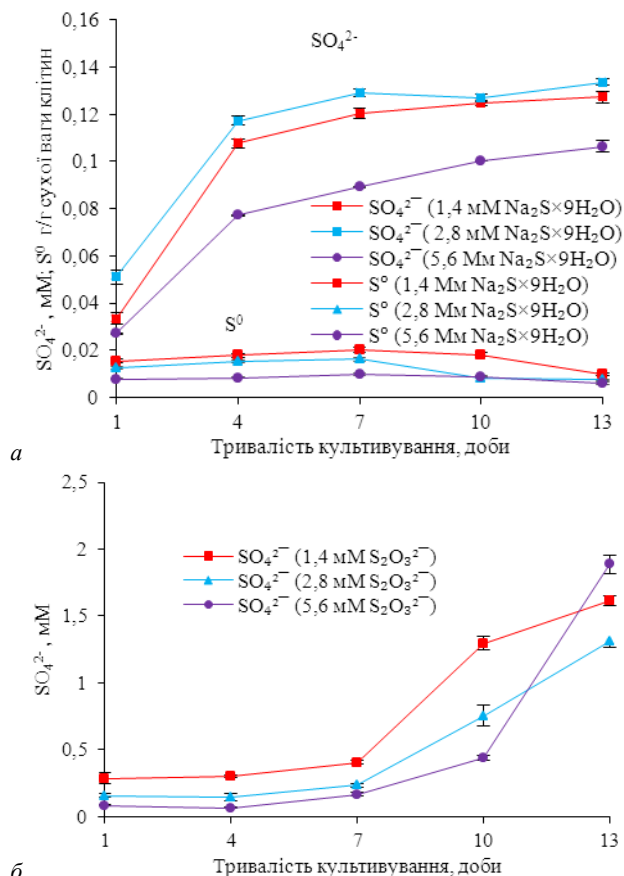 SO₄²⁻
0,16
0,14
0,12
0,1
0,08
0,06
0,04
0,02
0
SO₄²⁻ , мМ; S⁰ г/г сухої ваги клітин
SO₄²⁻ (1,4 мМ Na₂S×9H₂O)
SO₄²⁻ (2,8 мМ Na₂S×9H₂O)
SO₄²⁻ (5,6 Мм Na₂S×9H₂O)
S⁰ (1,4 Мм Na₂S×9H₂O)
S⁰ (2,8 Мм Na₂S×9H₂O)
S⁰ (5,6 Мм Na₂S×9H₂O)
S⁰
1 4 7 10 13
Тривалість культивування, доби
а
2,5
2
1,5
1
0,5
0
SO₄²⁻ , мМ
SO₄²⁻ (1,4 мМ S₂O₃²⁻)
SO₄²⁻ (2,8 мМ S₂O₃²⁻)
SO₄²⁻ (5,6 мМ S₂O₃²⁻)
1 4 7 10 13
Тривалість культивування, доби
б